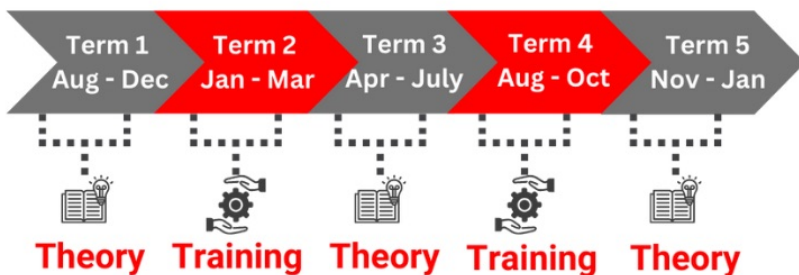 Term 1
Aug - Dec
Term 2
Jan - Mar
Term 3
Apr - July
Term 4
Aug - Oct
Term 5
Nov - Jan
Theory
Training
Theory
Training
Theory